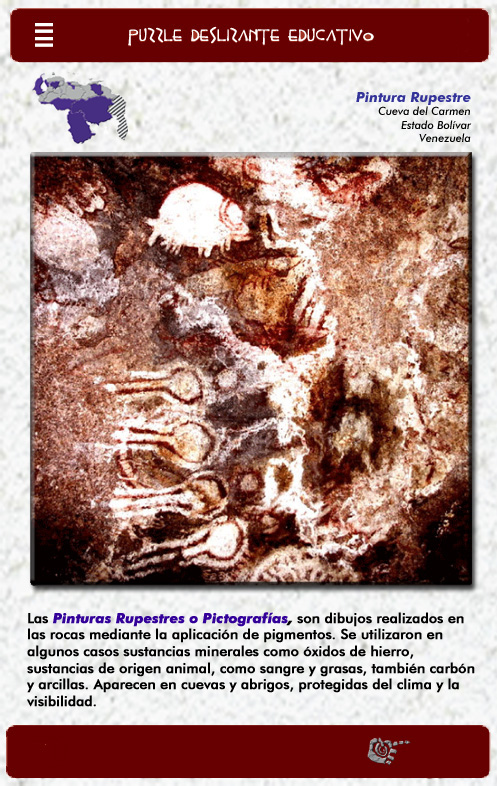 PUZZLE DESLIZANTE EDUCATIVO
Pintura Rupestre
Cueva del Carmen
Estado Bolívar
Venezuela
Las Pinturas Rupestres o Pictografías, son dibujos realizados en
las rocas mediante la aplicación de pigmentos. Se utilizaron en
algunos casos sustancias minerales como óxidos de hierro,
sustancias de origen animal, como sangre y grasas, también carbón
y arcillas. Aparecen en cuevas y abrigos, protegidas del clima y la
visibilidad.